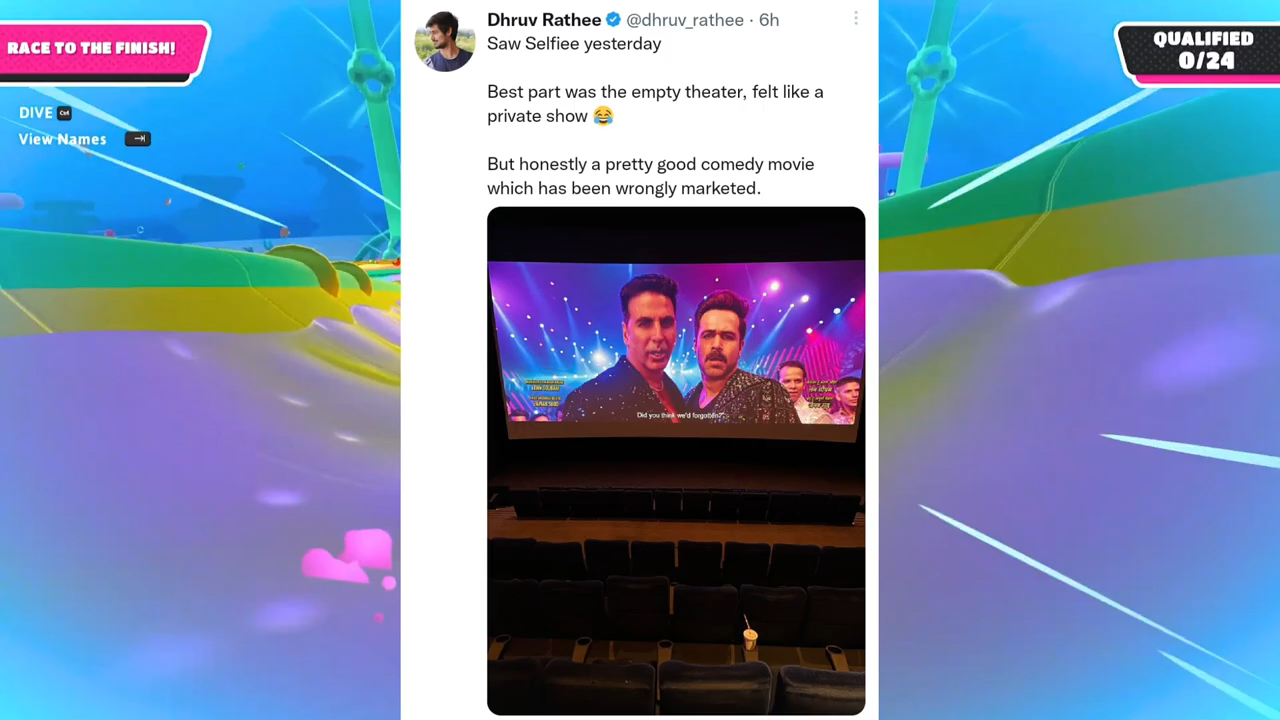 RACE TO THE FINISH!
DIVE Ctrl
View Names
QUALIFIED
0/24
Dhruv Rathee @dhruv_rathee · 6h
Saw Selfiee yesterday
Best part was the empty theater, felt like a
private show 😂
But honestly a pretty good comedy movie
which has been wrongly marketed.
Did you think we'd forgotten?